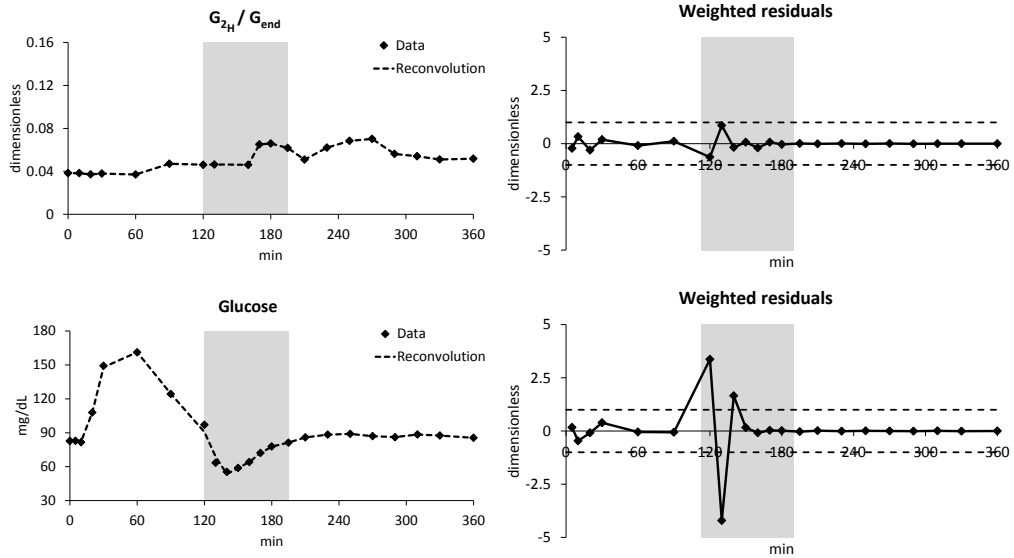 G2H / Gend
0.16
0.12
0.08
0.04
0
dimensionless
Data
Reconvolution
0 60 120 180 240 300 360
min
Weighted residuals
5
2.5
0
-2.5
-5
dimensionless
0 60 120 180 240 300 360
min
Glucose
180
150
120
90
60
30
mg/dL
Data
Reconvolution
0 60 120 180 240 300 360
min
Weighted residuals
5
2.5
0
-2.5
-5
dimensionless
0 60 120 180 240 300 360
min